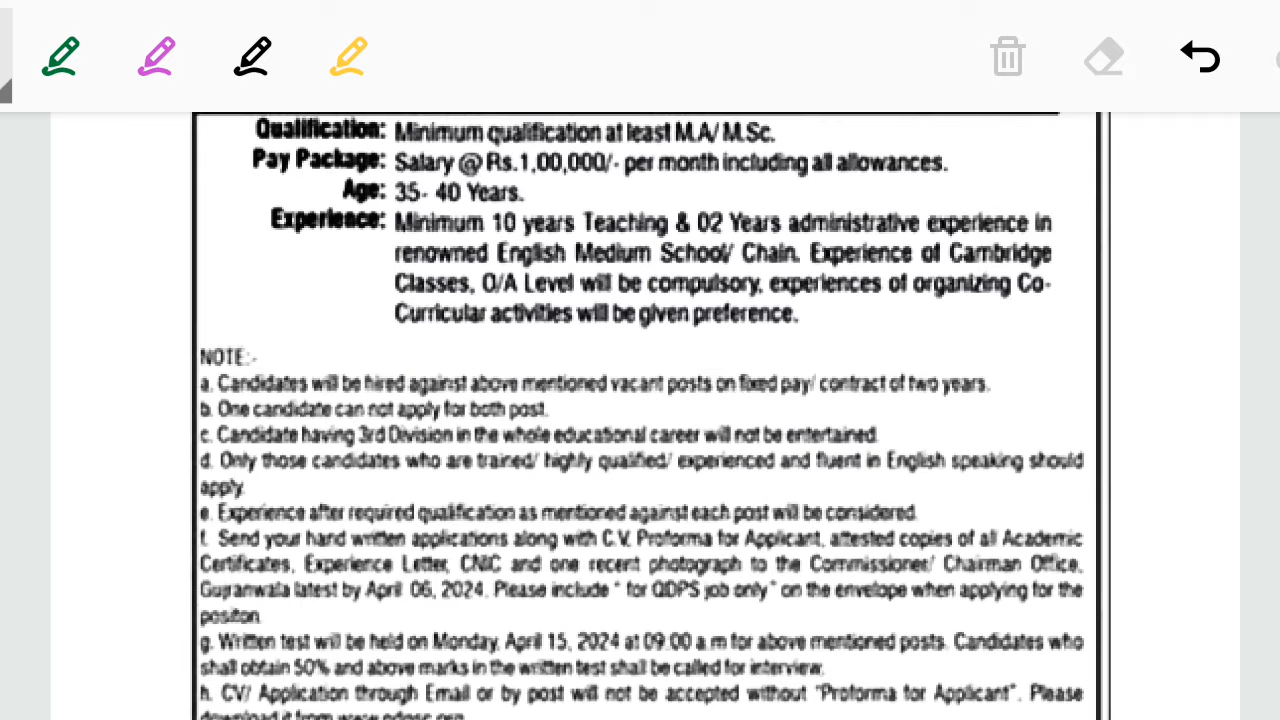 Qualification: Minimum qualification at least M.A/ M.Sc.
Pay Package: Salary @ Rs.1,00,000/- per month including all allowances.
Age: 35- 40 Years.
Experience: Minimum 10 years Teaching & 02 Years administrative experience in
renowned English Medium School/ Chain. Experience of Cambridge
Classes, O/A Level will be compulsory, experiences of organizing Co-
Curricular activities will be given preference.
NOTE:-
a. Candidates will be hired against above mentioned vacant posts on fixed pay/ contract of two years.
b. One candidate can not apply for both post.
c. Candidate having 3rd Division in the whole educational career will not be entertained.
d. Only those candidates who are trained/ highly qualified/ experienced and fluent in English speaking should
apply.
e. Experience after required qualification as mentioned against each post will be considered.
f. Send your hand written applications along with C.V, Proforma for Applicant, attested copies of all Academic
Certificates, Experience Letter, CNIC and one recent photograph to the Commissioner/ Chairman Office,
Gujranwala latest by April 06, 2024. Please include " for QDPS job only" on the envelope when applying for the
positon.
g. Written test will be held on Monday, April 15, 2024 at 09:00 a.m for above mentioned posts. Candidates who
shall obtain 50% and above marks in the written test shall be called for interview.
h. CV/ Application through Email or by post will not be accepted without "Proforma for Applicant". Please
download it from